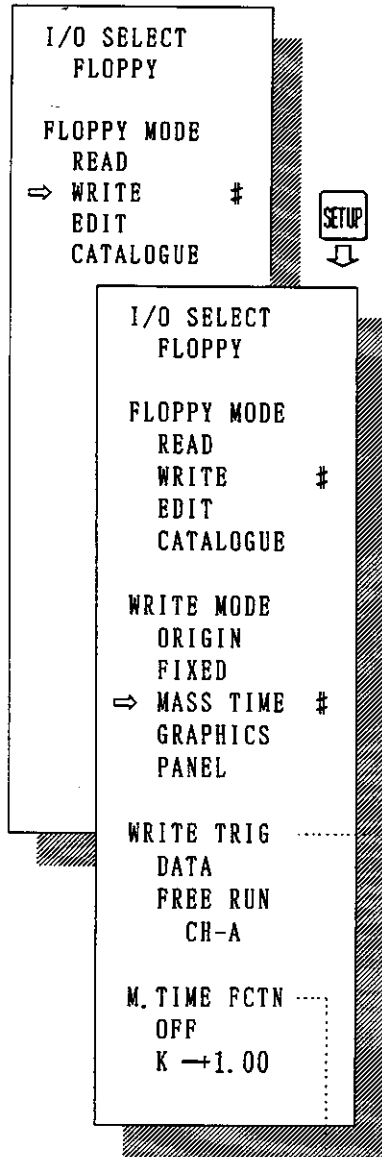 I/O SELECT
FLOPPY
FLOPPY MODE
READ
⇨ WRITE #
EDIT
CATALOGUE
SETUP
I/O SELECT
FLOPPY
FLOPPY MODE
READ
WRITE #
EDIT
CATALOGUE
WRITE MODE
ORIGIN
FIXED
⇨ MASS TIME #
GRAPHICS
PANEL
WRITE TRIG
DATA
FREE RUN
CH-A
M.TIME FCTN
OFF
K —+1.00